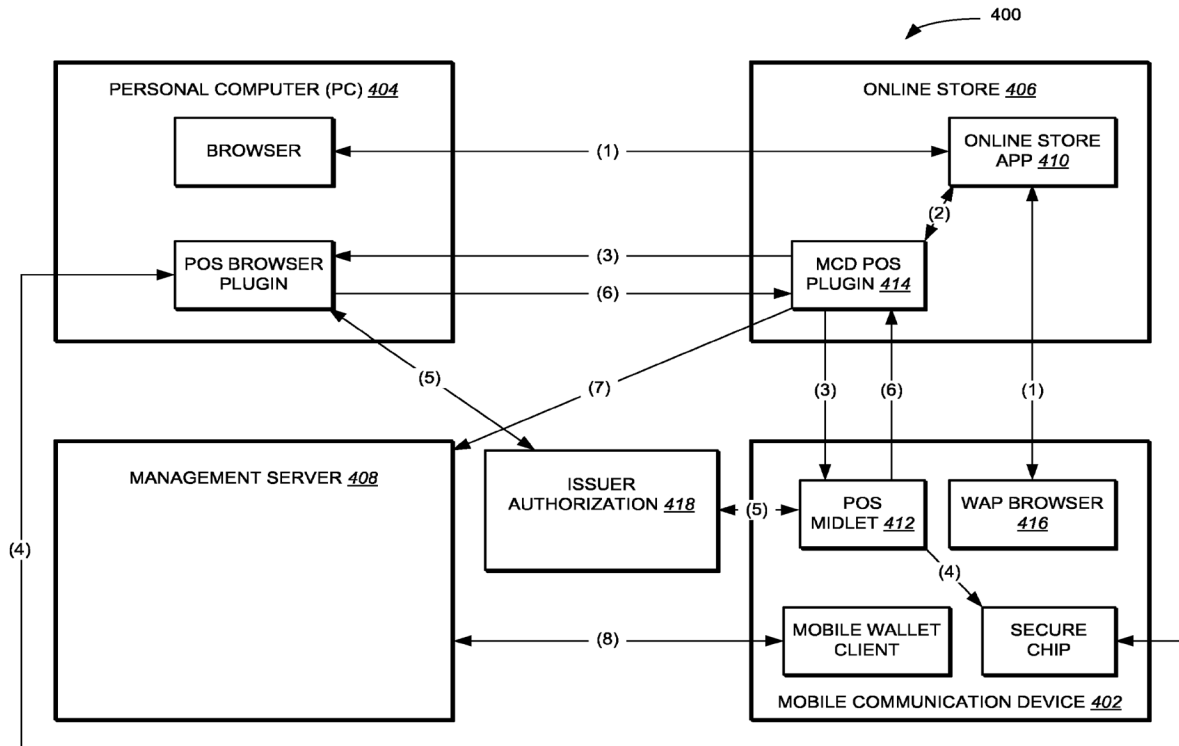 400
PERSONAL COMPUTER (PC) 404
ONLINE STORE 406
BROWSER
(1)
ONLINE STORE
APP 410
(2)
POS BROWSER
PLUGIN
(3)
(6)
MCD POS
PLUGIN 414
(5)
(7)
(3)
(6)
(1)
MANAGEMENT SERVER 408
ISSUER
AUTHORIZATION 418
(5)
POS
MIDLET 412
WAP BROWSER
416
(4)
(4)
(8)
MOBILE WALLET
CLIENT
SECURE
CHIP
MOBILE COMMUNICATION DEVICE 402